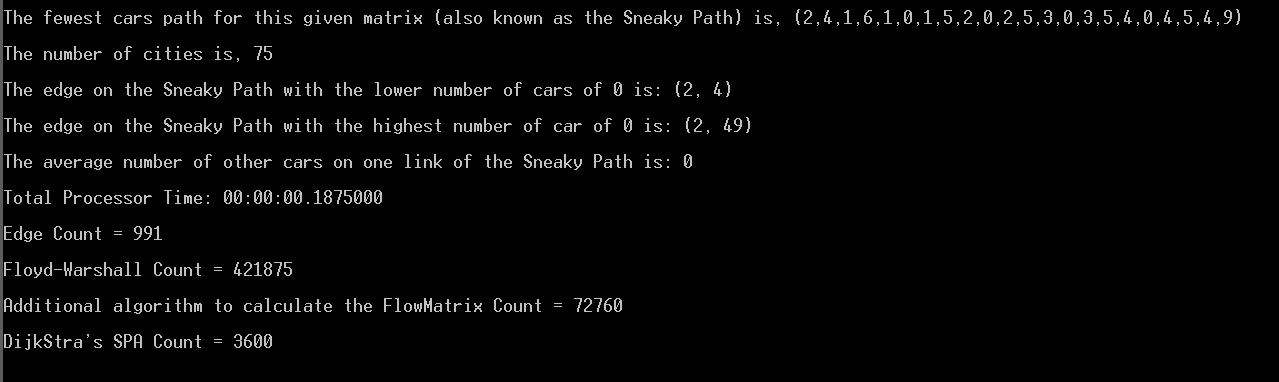 The fewest cars path for this given matrix (also known as the Sneaky Path) is, (2,4,1,6,1,0,1,5,2,0,2,5,3,0,3,5,4,0,4,5,4,9)
The number of cities is, 75
The edge on the Sneaky Path with the lower number of cars of 0 is: (2, 4)
The edge on the Sneaky Path with the highest number of car of 0 is: (2, 49)
The average number of other cars on one link of the Sneaky Path is: 0
Total Processor Time: 00:00:00.1875000
Edge Count = 991
Floyd-Warshall Count = 421875
Additional algorithm to calculate the FlowMatrix Count = 72760
DijkStra's SPA Count = 3600